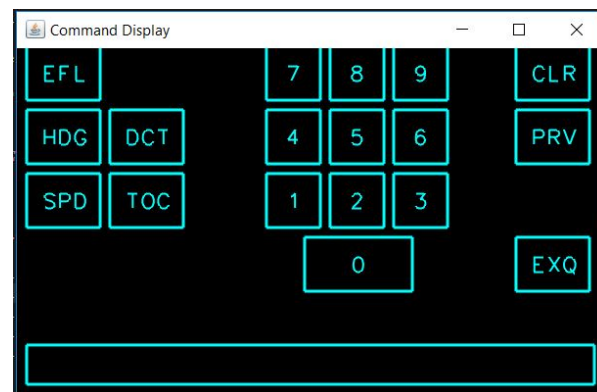 Command Display
EFL 7 8 9 CLR
HDG DCT 4 5 6 PRV
SPD TOC 1 2 3
0 EXQ